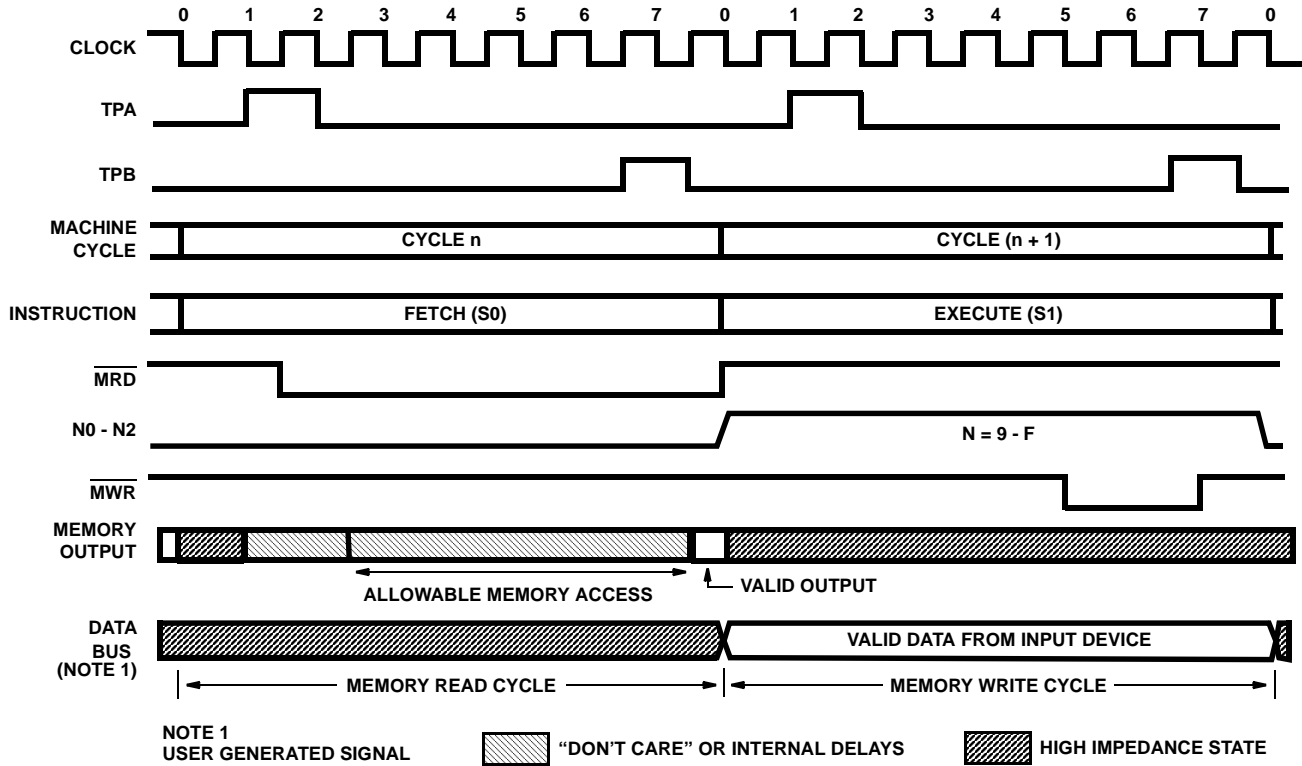 0 1 2 3 4 5 6 7 0 1 2 3 4 5 6 7 0
CLOCK
TPA
TPB
MACHINE
CYCLE
CYCLE n CYCLE (n + 1)
INSTRUCTION FETCH (S0) EXECUTE (S1)
MRD
N0 - N2 N = 9 - F
MWR
MEMORY
OUTPUT
ALLOWABLE MEMORY ACCESS VALID OUTPUT
DATA
BUS
(NOTE 1)
VALID DATA FROM INPUT DEVICE
MEMORY READ CYCLE MEMORY WRITE CYCLE
NOTE 1
USER GENERATED SIGNAL
“DON'T CARE” OR INTERNAL DELAYS
HIGH IMPEDANCE STATE